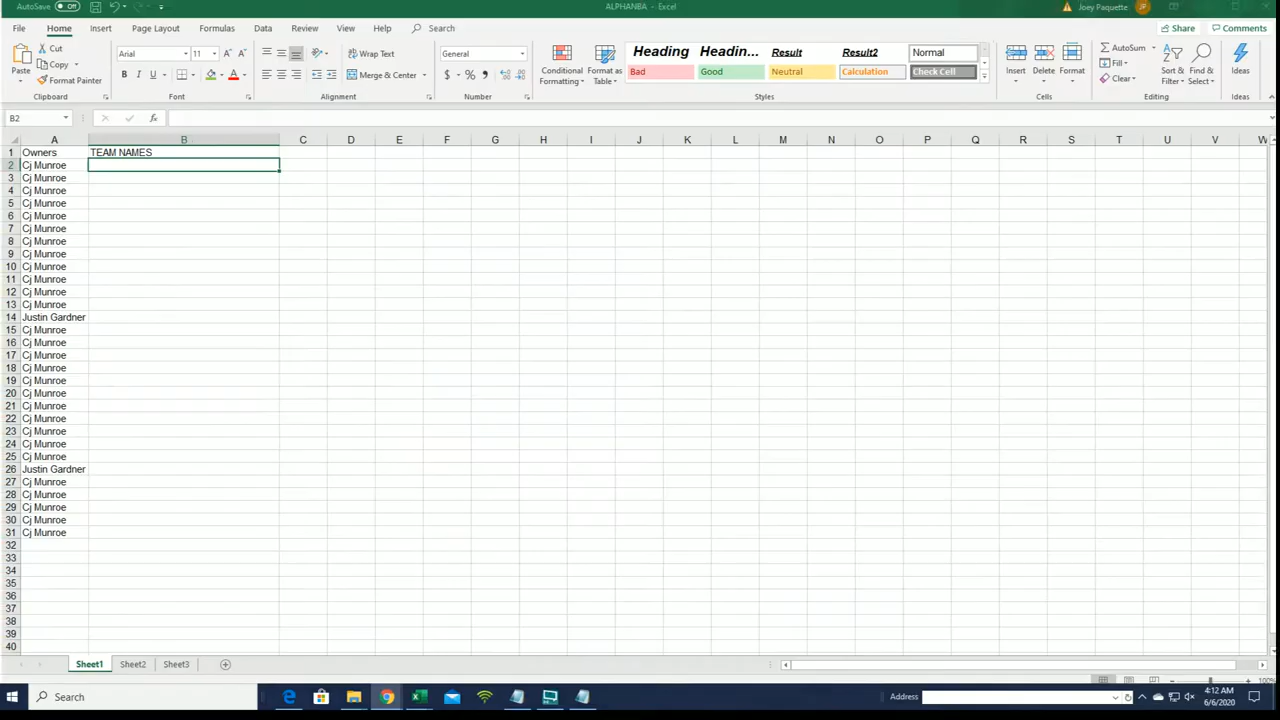 AutoSave Off
ALPHANBA - Excel
Joey Paquette JP
File Home Insert Page Layout Formulas Data Review View Help Search
Share Comments
Paste
Cut
Copy
Format Painter
Clipboard
Arial 11
B I U
Font
Wrap Text
Merge & Center
Alignment
General
$ % ,
Number
Conditional Formatting
Format as Table
Heading Headin... Result Result2 Normal
Bad Good Neutral Calculation Check Cell
Styles
Insert Delete Format
Cells
AutoSum
Fill
Clear
Sort & Filter
Find & Select
Editing
Ideas
Ideas
B2 fx
A B C D E F G H I J K L M N O P Q R S T U V W
1 Owners TEAM NAMES
2 Cj Munroe
3 Cj Munroe
4 Cj Munroe
5 Cj Munroe
6 Cj Munroe
7 Cj Munroe
8 Cj Munroe
9 Cj Munroe
10 Cj Munroe
11 Cj Munroe
12 Cj Munroe
13 Cj Munroe
14 Justin Gardner
15 Cj Munroe
16 Cj Munroe
17 Cj Munroe
18 Cj Munroe
19 Cj Munroe
20 Cj Munroe
21 Cj Munroe
22 Cj Munroe
23 Cj Munroe
24 Cj Munroe
25 Cj Munroe
26 Justin Gardner
27 Cj Munroe
28 Cj Munroe
29 Cj Munroe
30 Cj Munroe
31 Cj Munroe
32
33
34
35
36
37
38
39
40
Sheet1 Sheet2 Sheet3
100%
Search
Address
4:12 AM
6/6/2020